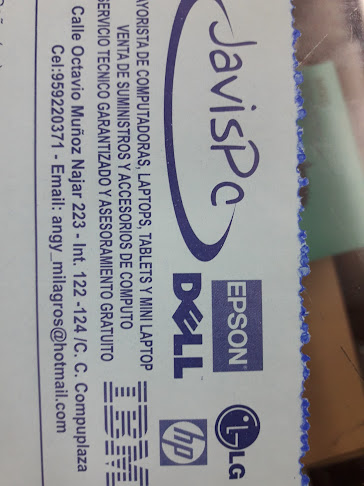 JavisPc
EPSON
LG
DELL
hp
IBM
AYORISTA DE COMPUTADORAS, LAPTOPS, TABLETS Y MINI LAPTOP
VENTA DE SUMINISTROS Y ACCESORIOS DE COMPUTO
SERVICIO TECNICO GARANTIZADO Y ASESORAMIENTO GRATUITO
Calle Octavio Muñoz Najar 223 - Int. 122 -124 /C. C. Compuplaza
Cel:959220371 - Email: angy_milagros@hotmail.com